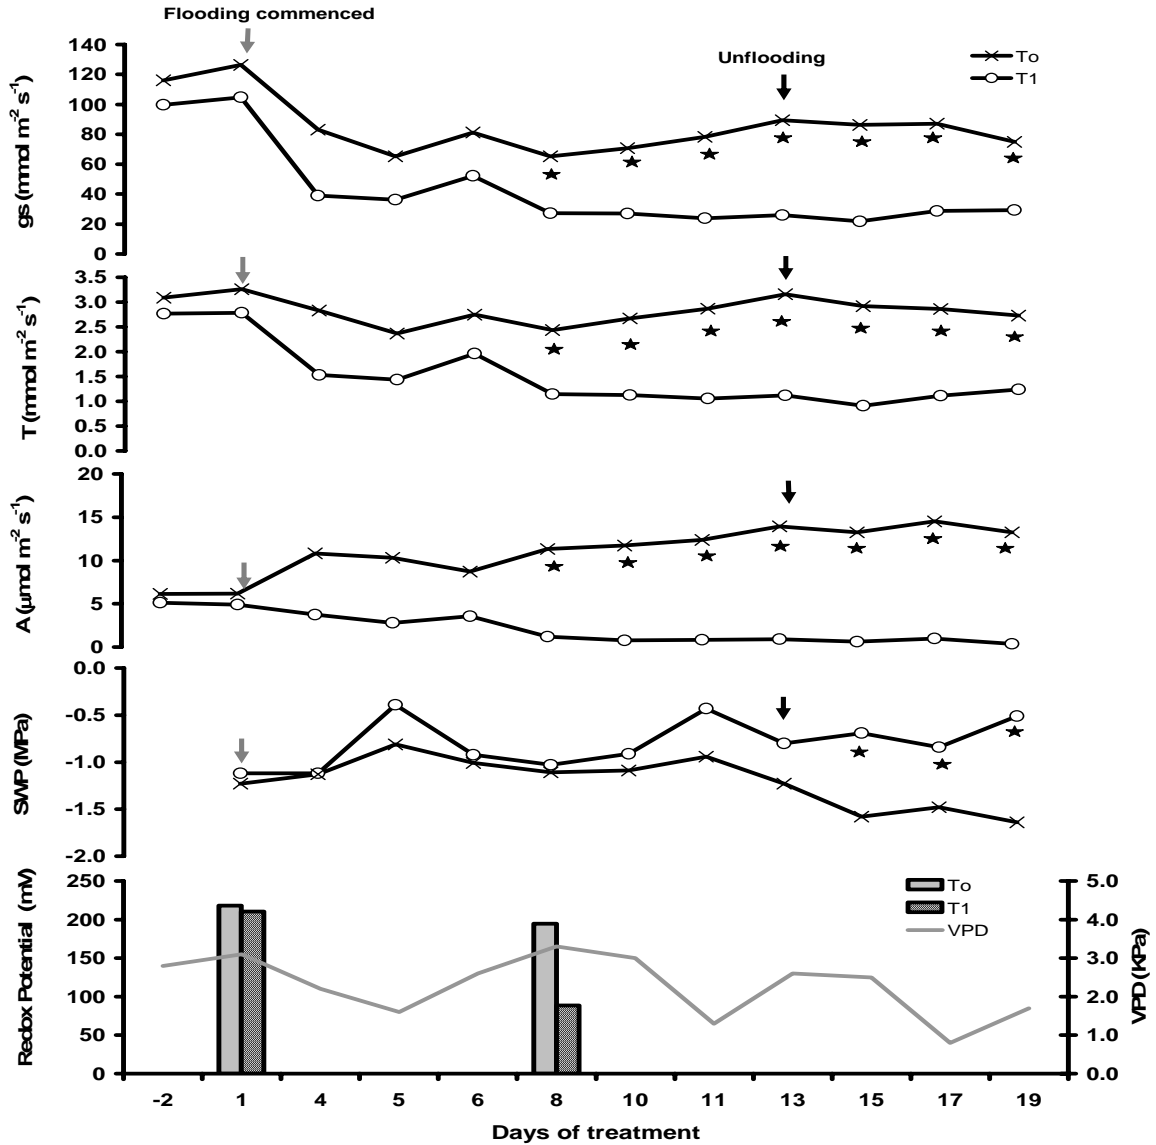 Flooding commenced
Unflooding
To
T1
gs (mmol m⁻² s⁻¹)
140
120
100
80
60
40
20
0
T (mmol m⁻² s⁻¹)
3.5
3.0
2.5
2.0
1.5
1.0
0.5
0.0
A (µmol m⁻² s⁻¹)
20
15
10
5
0
SWP (MPa)
0.0
-0.5
-1.0
-1.5
-2.0
Redox Potential (mV)
250
200
150
100
50
0
To
T1
VPD
5.0
4.0
3.0
2.0
1.0
0.0
VPD (KPa)
-2 1 4 5 6 8 10 11 13 15 17 19
Days of treatment